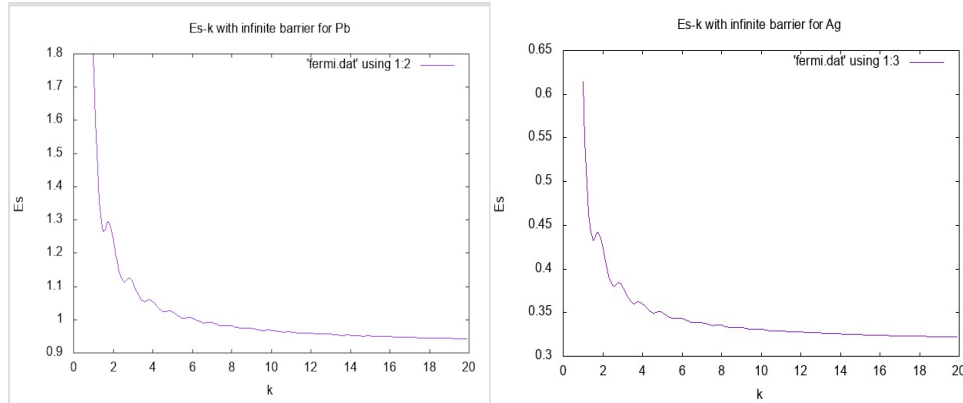 Es-k with infinite barrier for Pb
'fermi.dat' using 1:2
1.8
1.7
1.6
1.5
1.4
1.3
1.2
1.1
1
0.9
Es
0 2 4 6 8 10 12 14 16 18 20
k
Es-k with infinite barrier for Ag
'fermi.dat' using 1:3
0.65
0.6
0.55
0.5
0.45
0.4
0.35
0.3
Es
0 2 4 6 8 10 12 14 16 18 20
k